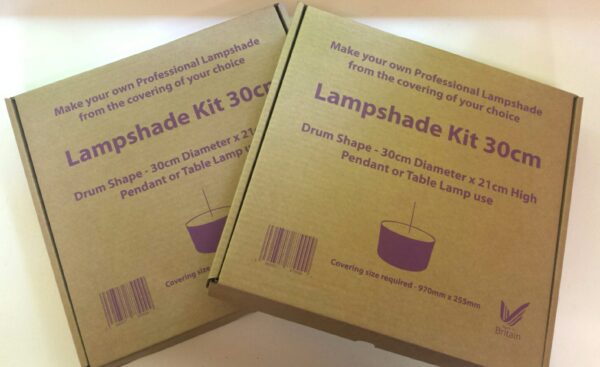 Make your own Professional Lampshade
from the covering of your choice
Lampshade Kit 30cm
Drum Shape - 30cm Diameter x 21cm High
Pendant or Table Lamp use
Covering size required - 970mm x 255mm
Britain
Make your own Professional Lampshade
from the covering of your choice
Lampshade Kit 30cm
Drum Shape - 30cm Diameter x 21
Pendant or Table Lamp
Covering size